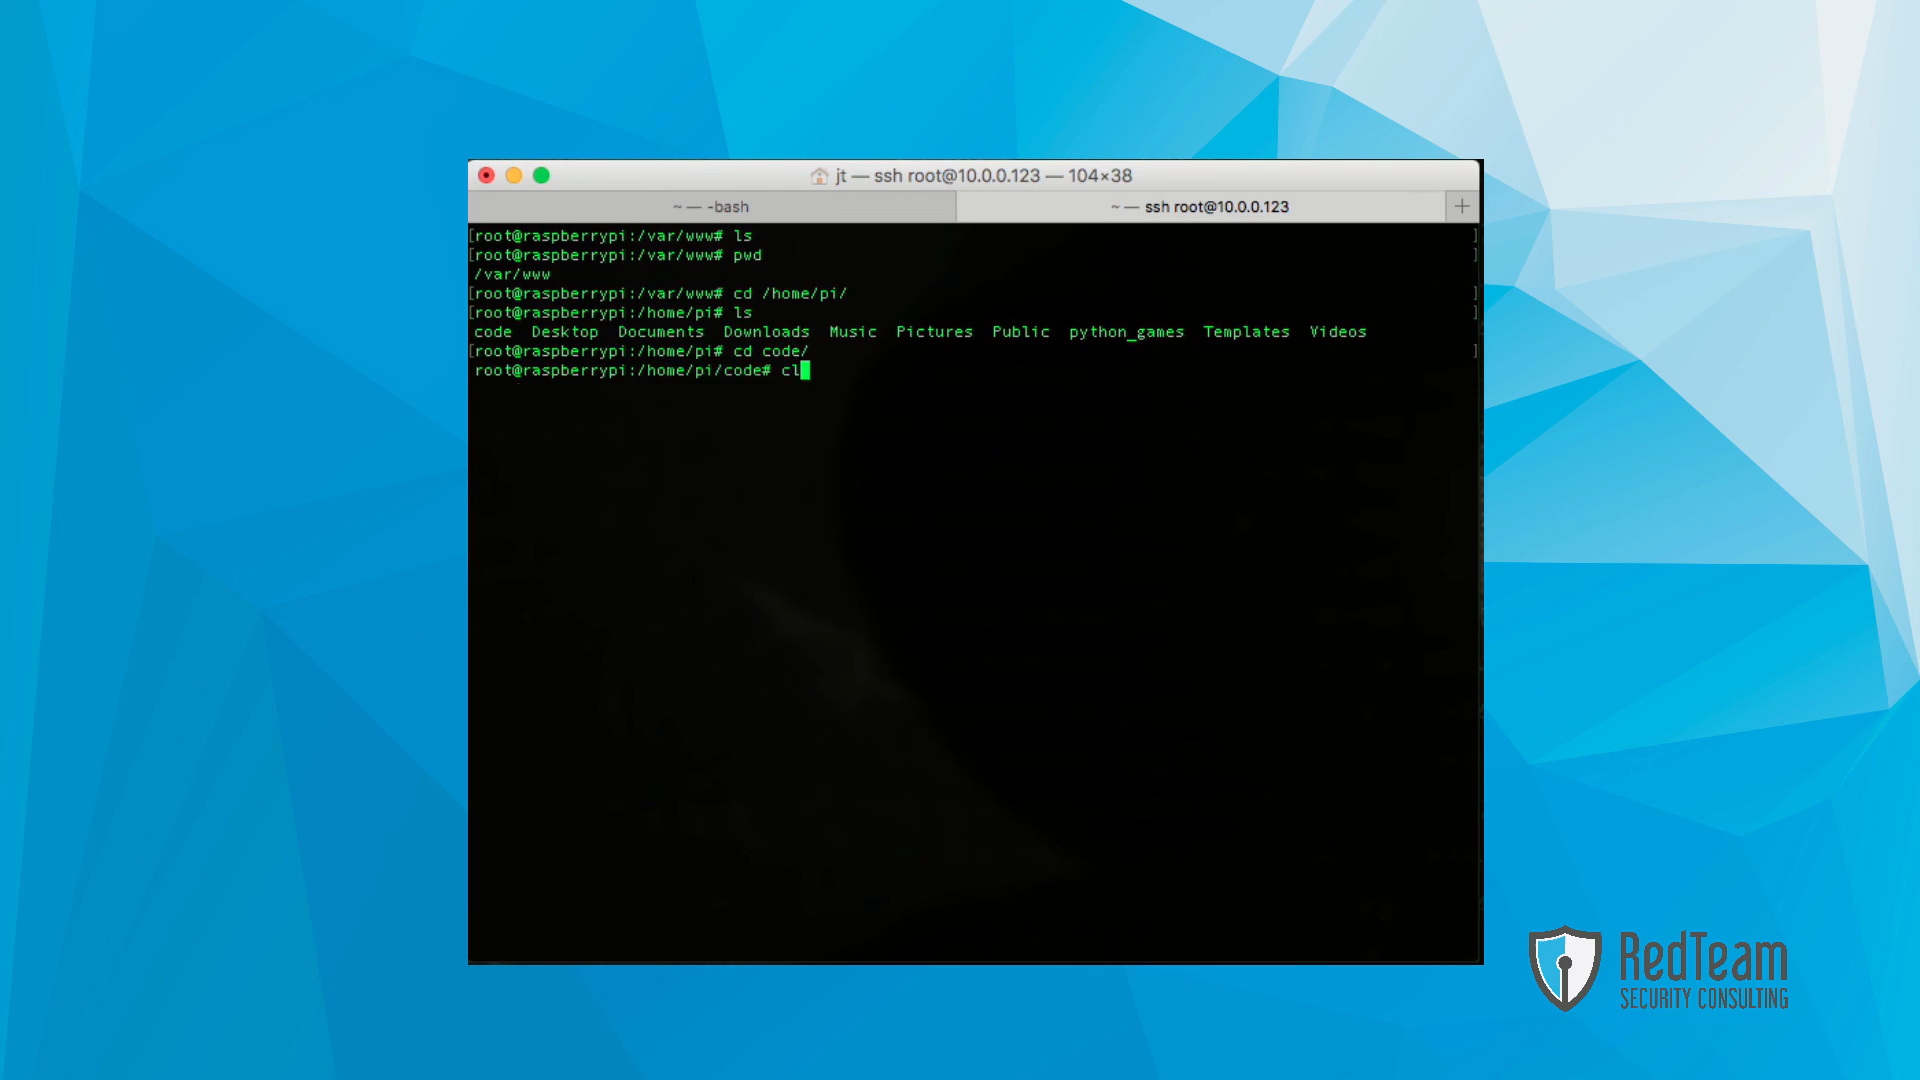 jt — ssh root@10.0.0.123 — 104×38
~ — -bash
~ — ssh root@10.0.0.123
[root@raspberrypi:/var/www# ls ]
[root@raspberrypi:/var/www# pwd ]
/var/www
[root@raspberrypi:/var/www# cd /home/pi/ ]
[root@raspberrypi:/home/pi# ls ]
code Desktop Documents Downloads Music Pictures Public python_games Templates Videos
[root@raspberrypi:/home/pi# cd code/ ]
root@raspberrypi:/home/pi/code# cl
RedTeam
SECURITY CONSULTING